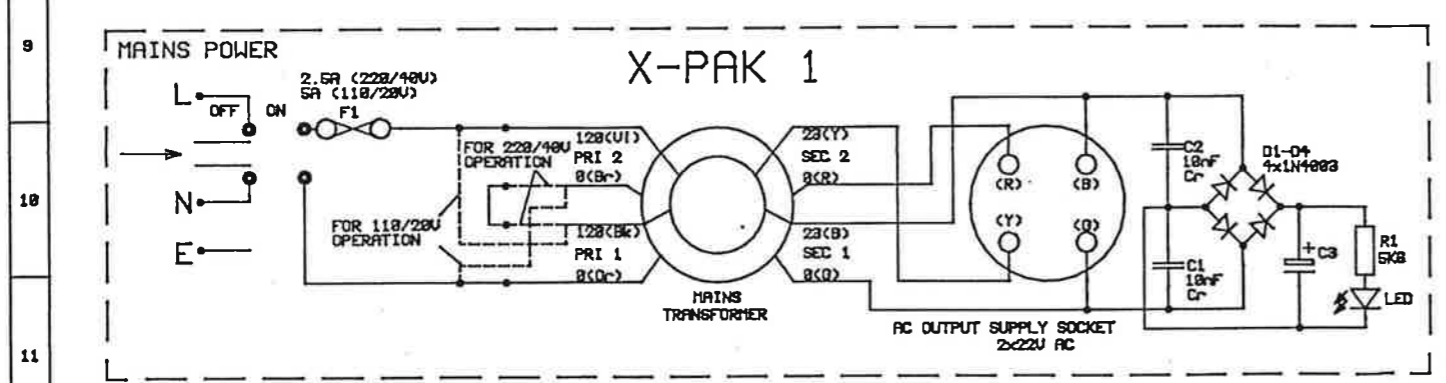 9
10
11
MAINS POWER
X-PAK 1
2.5A (220/40V)
5A (110/20V)
F1
L
OFF
ON
N
E
FOR 220/40V
OPERATION
FOR 110/20V
OPERATION
120(VI)
PRI 2
0(Br)
120(Bk)
PRI 1
0(Or)
MAINS
TRANSFORMER
23(Y)
SEC 2
0(R)
23(B)
SEC 1
0(O)
(R)
(B)
(Y)
(O)
AC OUTPUT SUPPLY SOCKET
2x22V AC
C2
10nF
Cr
C1
10nF
Cr
D1-D4
4x1N4003
+
C3
R1
5K8
LED